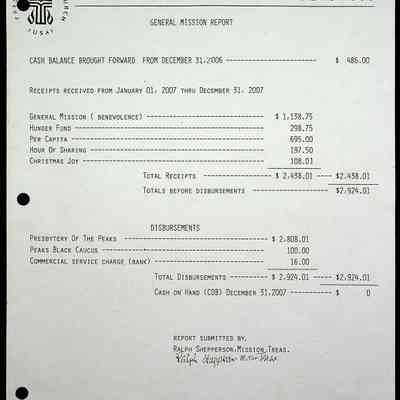 (USA)
GENERAL MISSION REPORT
CASH BALANCE BROUGHT FORWARD FROM DECEMBER 31,2006 ---------------------- $ 486.00
RECEIPTS RECEIVED FROM JANUARY 01, 2007 THRU DECEMBER 31, 2007
GENERAL MISSION ( BENEVOLENCE) ------------------------------ $ 1,138.75
HUNGER FUND ------------------------------ 298.75
PER CAPITA ------------------------------ 695.00
HOUR OF SHARING ------------------------------ 197.50
CHRISTMAS JOY ------------------------------ 108.01
TOTAL RECEIPTS -------- $ 2,438.01 ---- $2,438.01
TOTALS BEFORE DISBURSEMENTS ------------------ $2,924.01
DISBURSEMENTS
PRESBYTERY OF THE PEAKS ------------------------------ $ 2,808.01
PEAKS BLACK CAUCUS ------------------------------ 100.00
COMMERCIAL SERVICE CHARGE (BANK) ------------------------------ 16.00
TOTAL DISBURSEMENTS --------- $ 2,924.01 ----- $2,924.01
CASH ON HAND (COB) DECEMBER 31,2007 --------- $ 0
REPORT SUBMITTED BY,
RALPH SHEPPERSON,MISSION,TREAS.
Ralph Shepperson